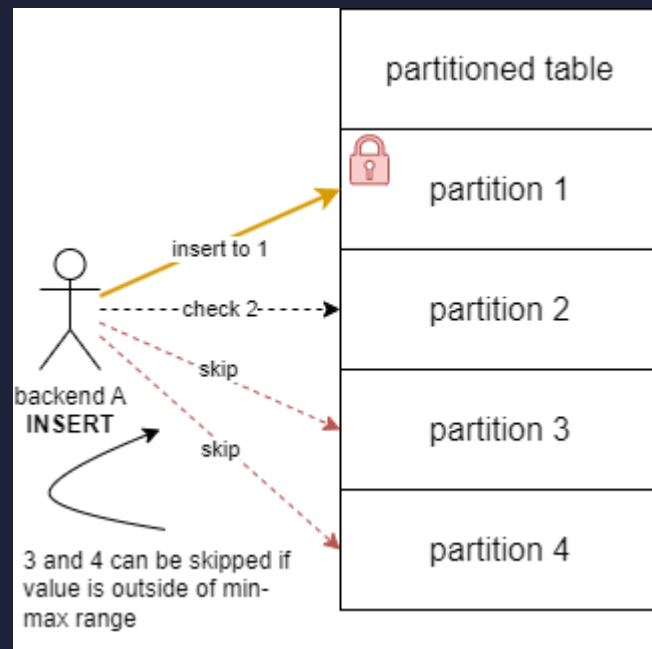 partitioned table
partition 1
insert to 1
check 2
partition 2
skip
partition 3
backend A
INSERT
skip
partition 4
3 and 4 can be skipped if
value is outside of min-
max range